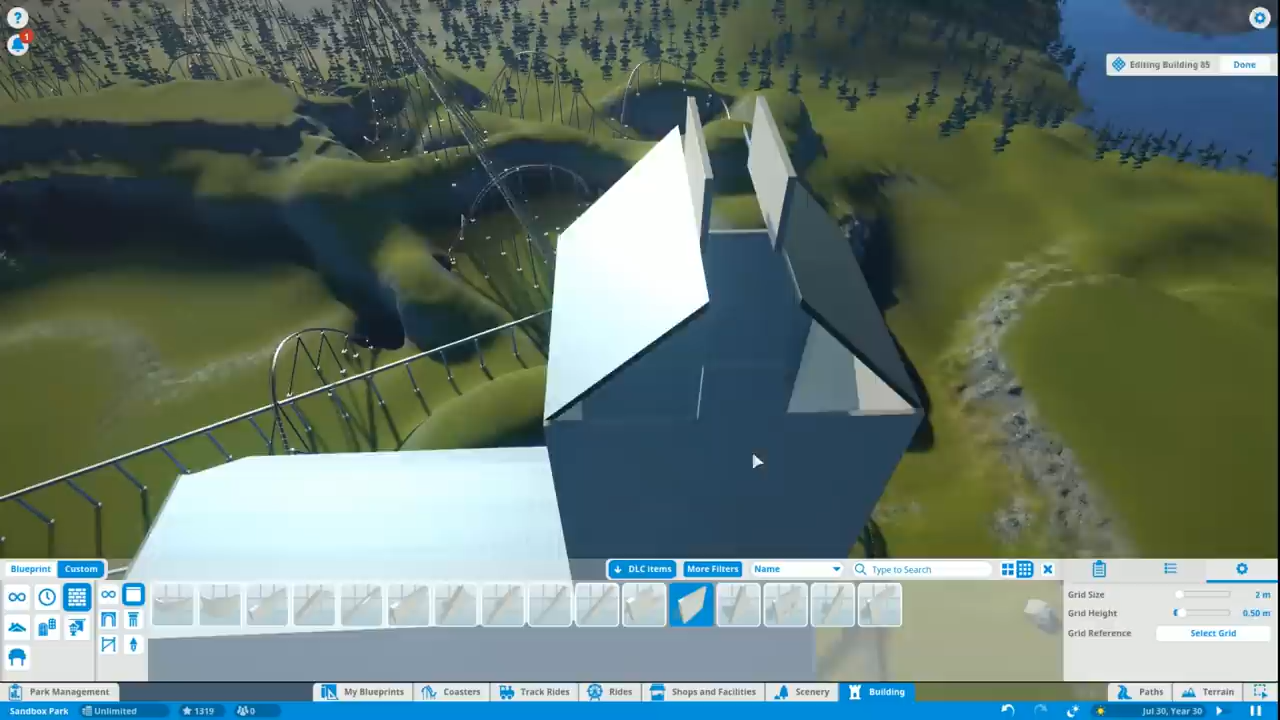 ?
1
Editing Building 85 Done
Blueprint Custom
DLC items More Filters Name Type to Search
Grid Size 2 m
Grid Height 0.50 m
Grid Reference Select Grid
Park Management My Blueprints Coasters Track Rides Rides Shops and Facilities Scenery Building Paths Terrain
Sandbox Park Unlimited 1319 0 Jul 30, Year 30